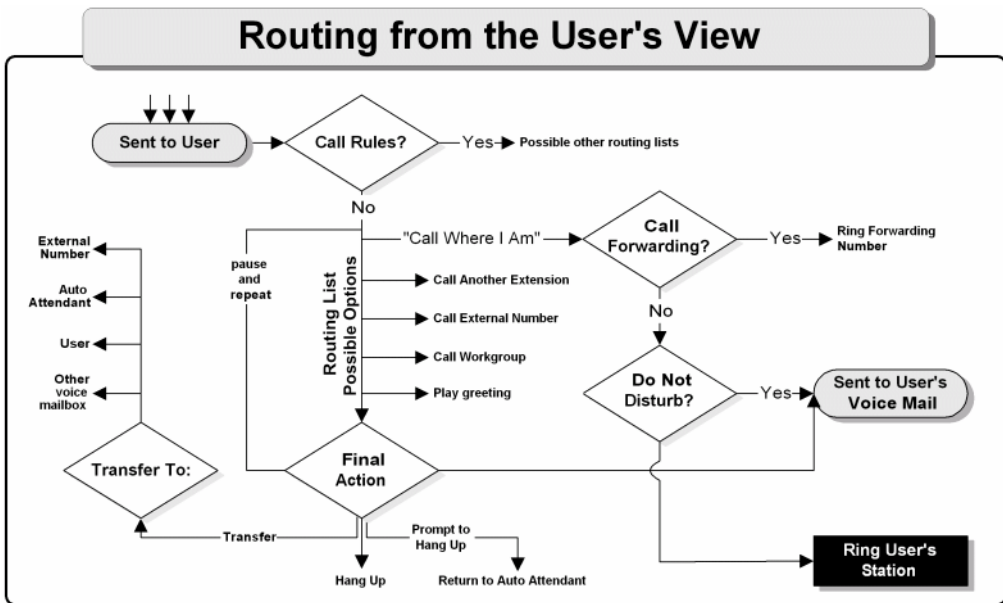 Routing from the User's View
Sent to User
Call Rules?
Yes
Possible other routing lists
No
"Call Where I Am"
Call
Forwarding?
Yes
Ring Forwarding
Number
External
Number
Auto
Attendant
User
Other
voice
mailbox
Transfer To:
pause
and
repeat
Routing List
Possible Options
Call Another Extension
Call External Number
Call Workgroup
Play greeting
No
Do Not
Disturb?
Yes
Sent to User's
Voice Mail
Final
Action
Transfer
Hang Up
Prompt to
Hang Up
Return to Auto Attendant
Ring User's
Station